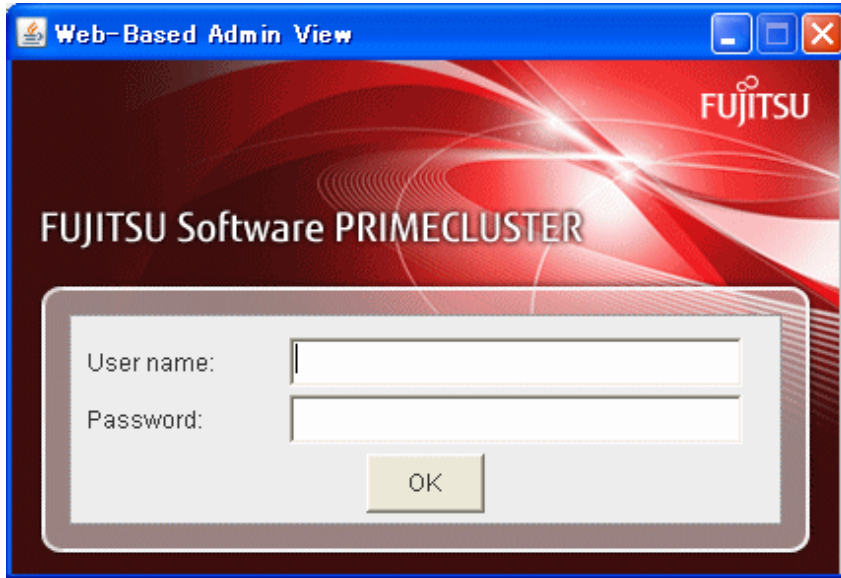 Web-Based Admin View
FUJITSU
FUJITSU Software PRIMECLUSTER
User name:
Password:
OK